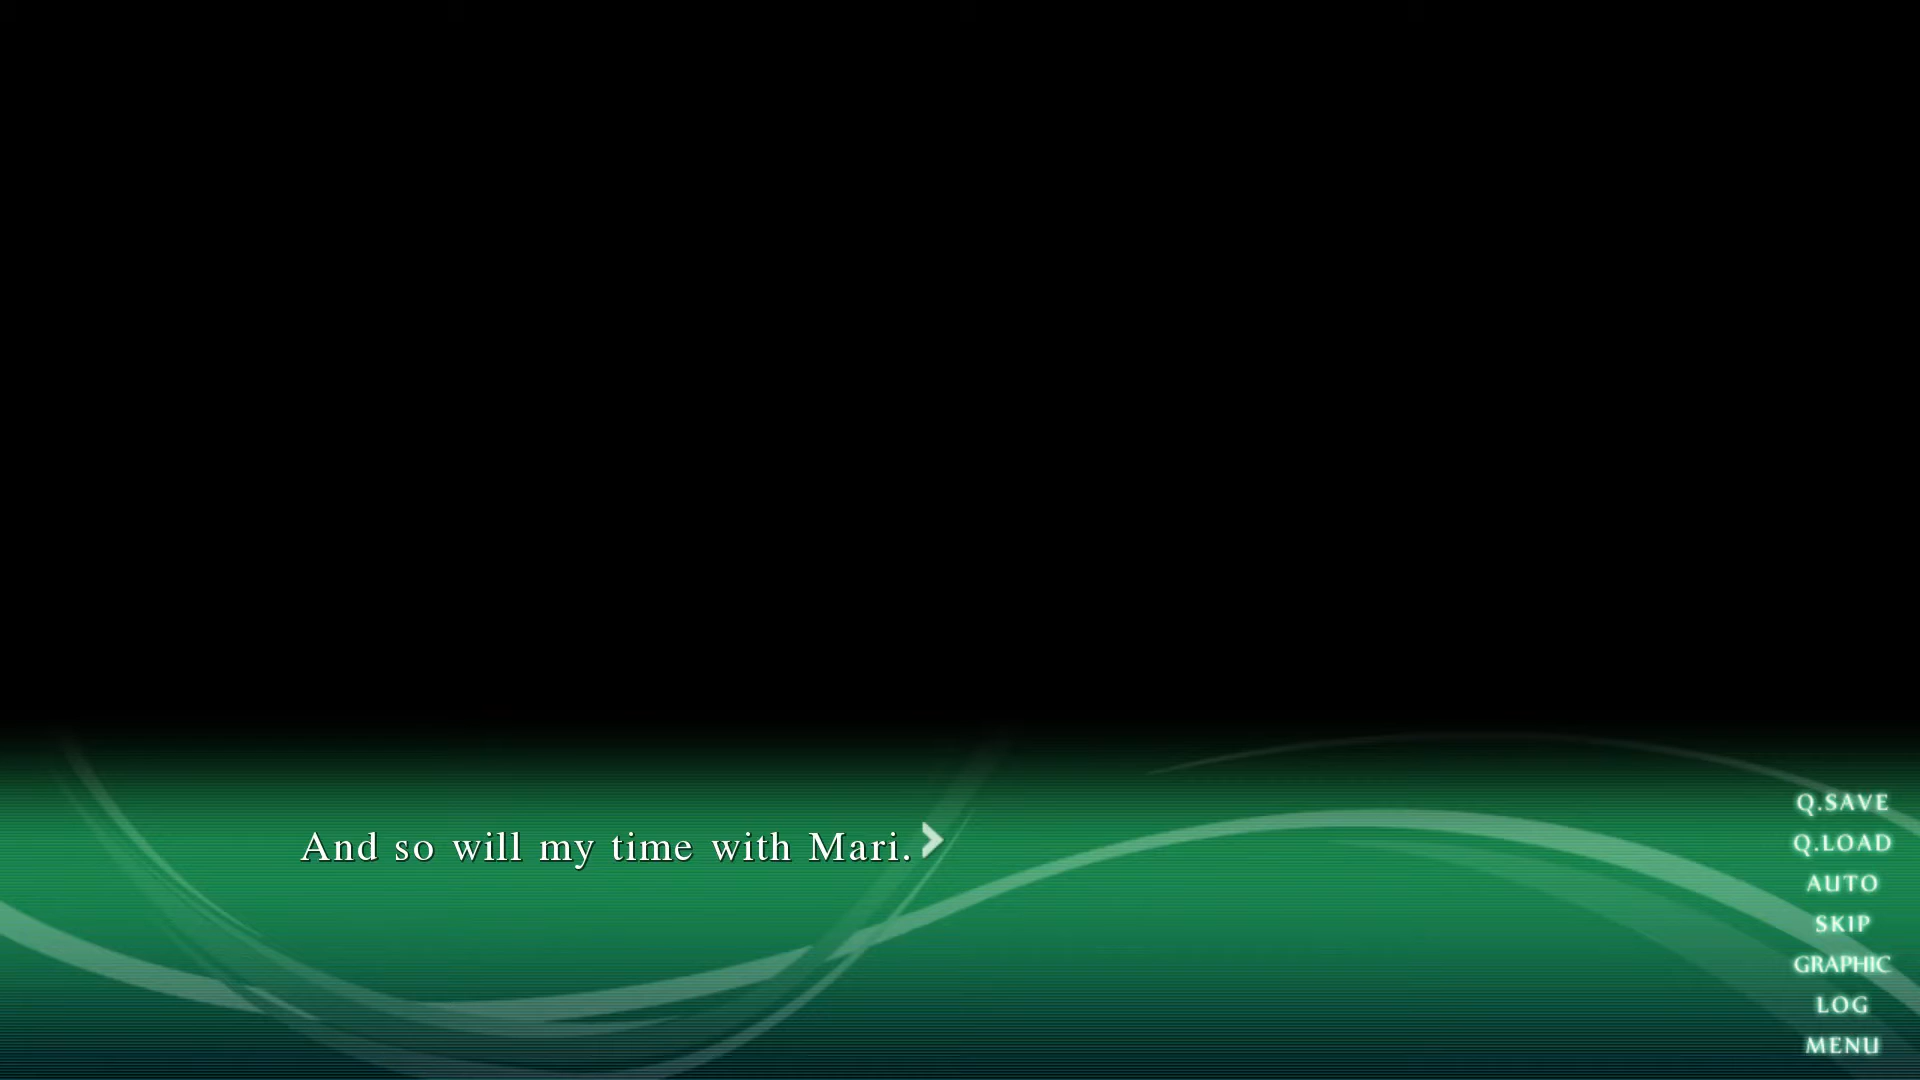 And so will my time with Mari.
Q.SAVE
Q.LOAD
AUTO
SKIP
GRAPHIC
LOG
MENU